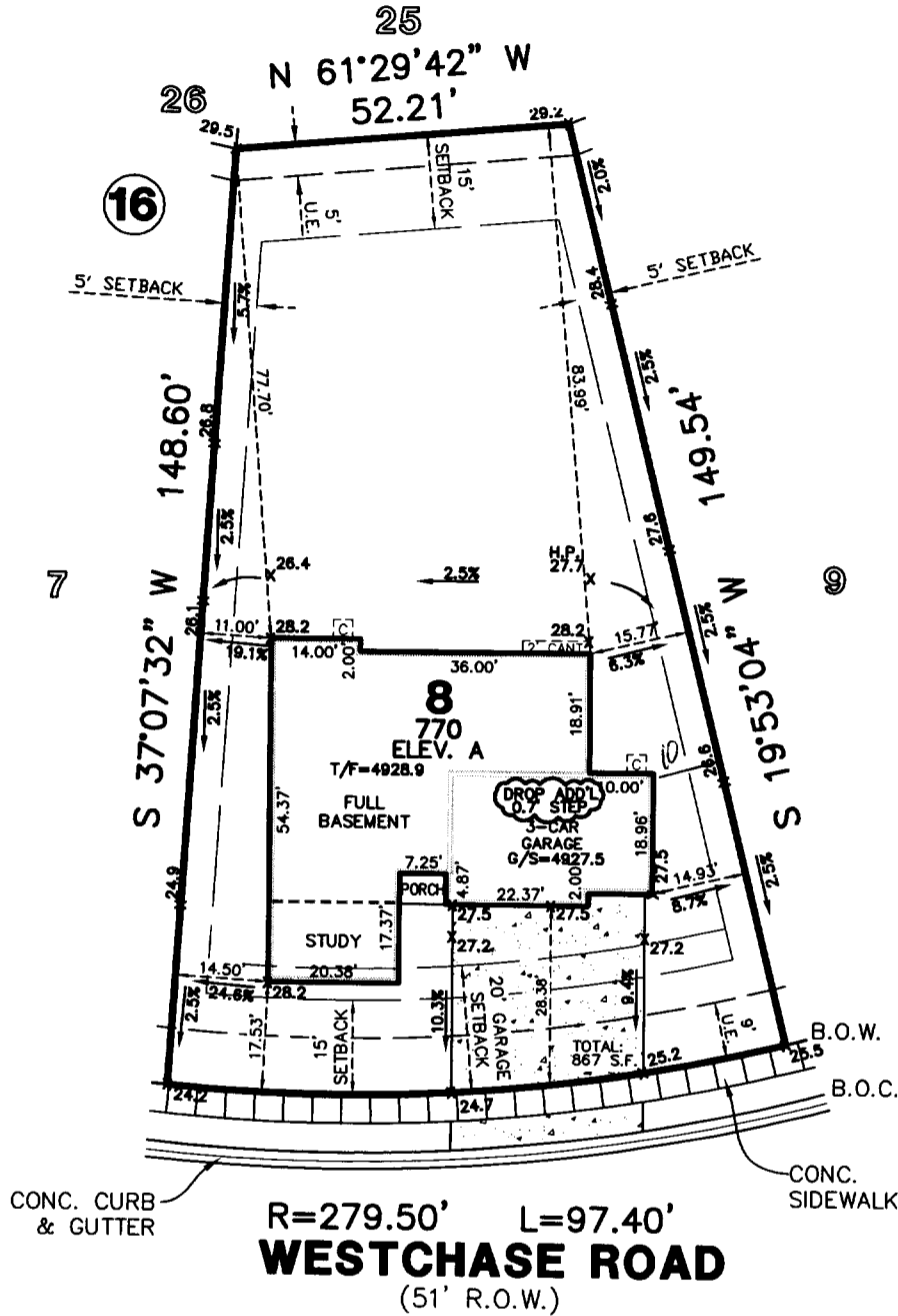 25
N 61°29'42" W
52.21'
26
29.5
29.2
16
15'
SETBACK
5'
U.E.
2.0%
5' SETBACK
5' SETBACK
5.7%
28.4
77.70'
83.99'
2.5%
148.60'
26.8
149.54'
2.5%
27.6
7
26.4
H.P.
27.7
2.5%
9
26.1
11.00'
28.2
C
28.2
15.77
2.5%
19.1%
14.00'
2.00'
36.00'
2' CANT
6.3%
S 37°07'32" W
S 19°53'04" W
8
770
ELEV. A
T/F=4928.9
18.91'
2.5%
FULL
BASEMENT
54.37'
C
10
10.00'
26.6
DROP ADD'L
0.7' STEP
3-CAR
GARAGE
G/S=4927.5
18.96'
7.25'
PORCH
4.87'
22.37'
2.00'
27.5
14.93'
2.5%
24.9
27.5
27.5
8.7%
STUDY
17.37'
27.2
27.2
14.50'
20.38'
24.6%
28.2
2.5%
17.53'
15'
SETBACK
10.3%
20' GARAGE
SETBACK
28.38'
9.4%
TOTAL:
867 S.F.
9'
U.E.
B.O.W.
24.2
24.7
25.2
25.5
B.O.C.
CONC. CURB
& GUTTER
CONC.
SIDEWALK
R=279.50' L=97.40'
WESTCHASE ROAD
(51' R.O.W.)